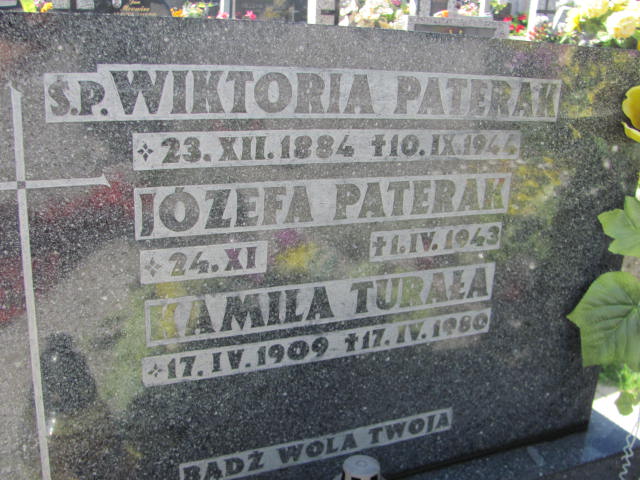 Ś.P. WIKTORIA PATERAK
23. XII. 1884 ✝10. IX. 1944
JÓZEFA PATERAK
24. XI ✝1. IV. 1943
KAMILA TURAŁA
17. IV. 1909 ✝17. IV. 1980
BĄDŹ WOLA TWOJA